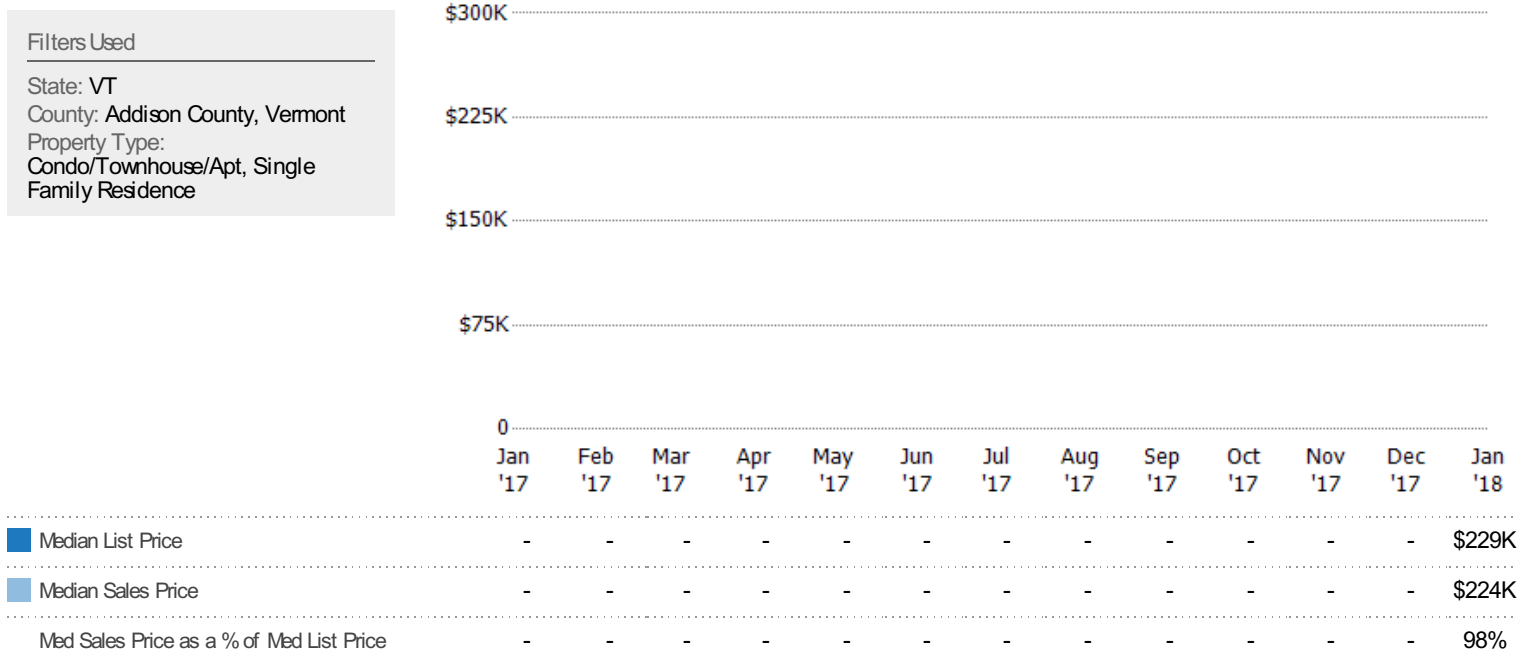 Filters Used
State: VT
County: Addison County, Vermont
Property Type:
Condo/Townhouse/Apt, Single
Family Residence
$300K
$225K
$150K
$75K
0
Jan Feb Mar Apr May Jun Jul Aug Sep Oct Nov Dec Jan
'17 '17 '17 '17 '17 '17 '17 '17 '17 '17 '17 '17 '18
Median List Price - - - - - - - - - - - - $229K
Median Sales Price - - - - - - - - - - - - $224K
Med Sales Price as a % of Med List Price - - - - - - - - - - - - 98%